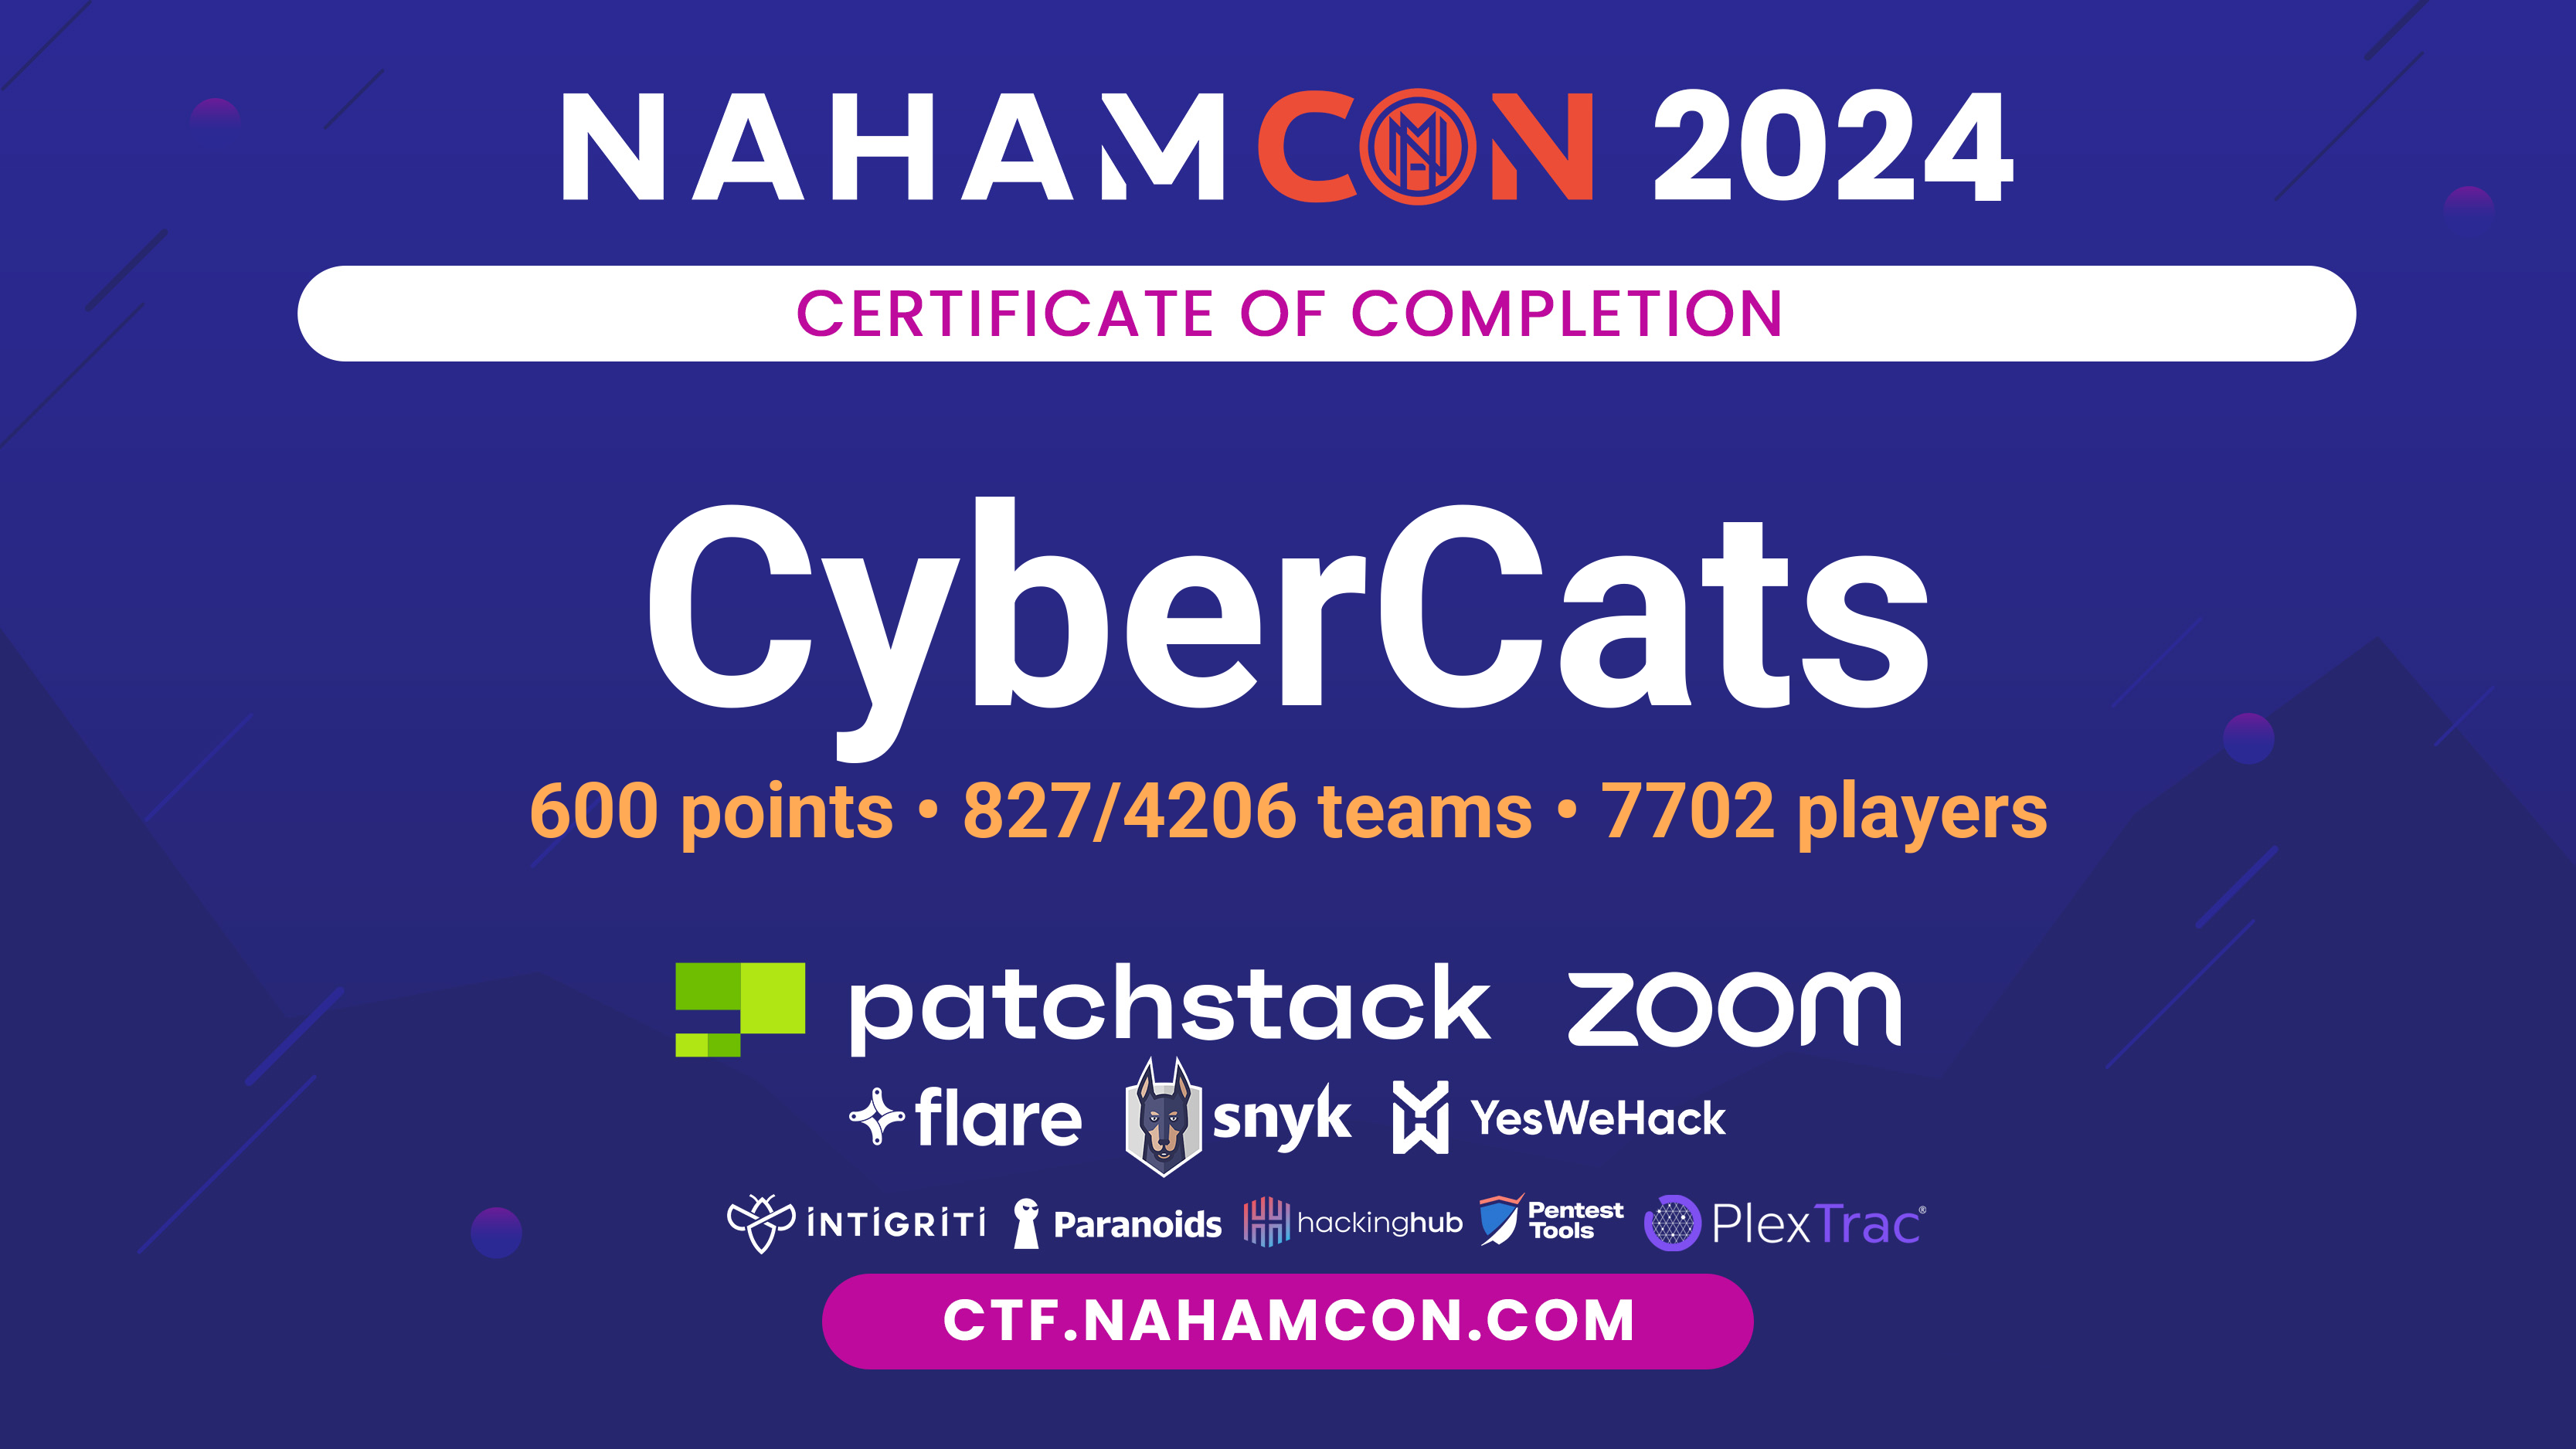 NAHAMCON 2024
CERTIFICATE OF COMPLETION
CyberCats
600 points • 827/4206 teams • 7702 players
patchstack zoom
flare snyk YesWeHack
INTIGRITI Paranoids hackinghub Pentest Tools PlexTrac®
CTF.NAHAMCON.COM